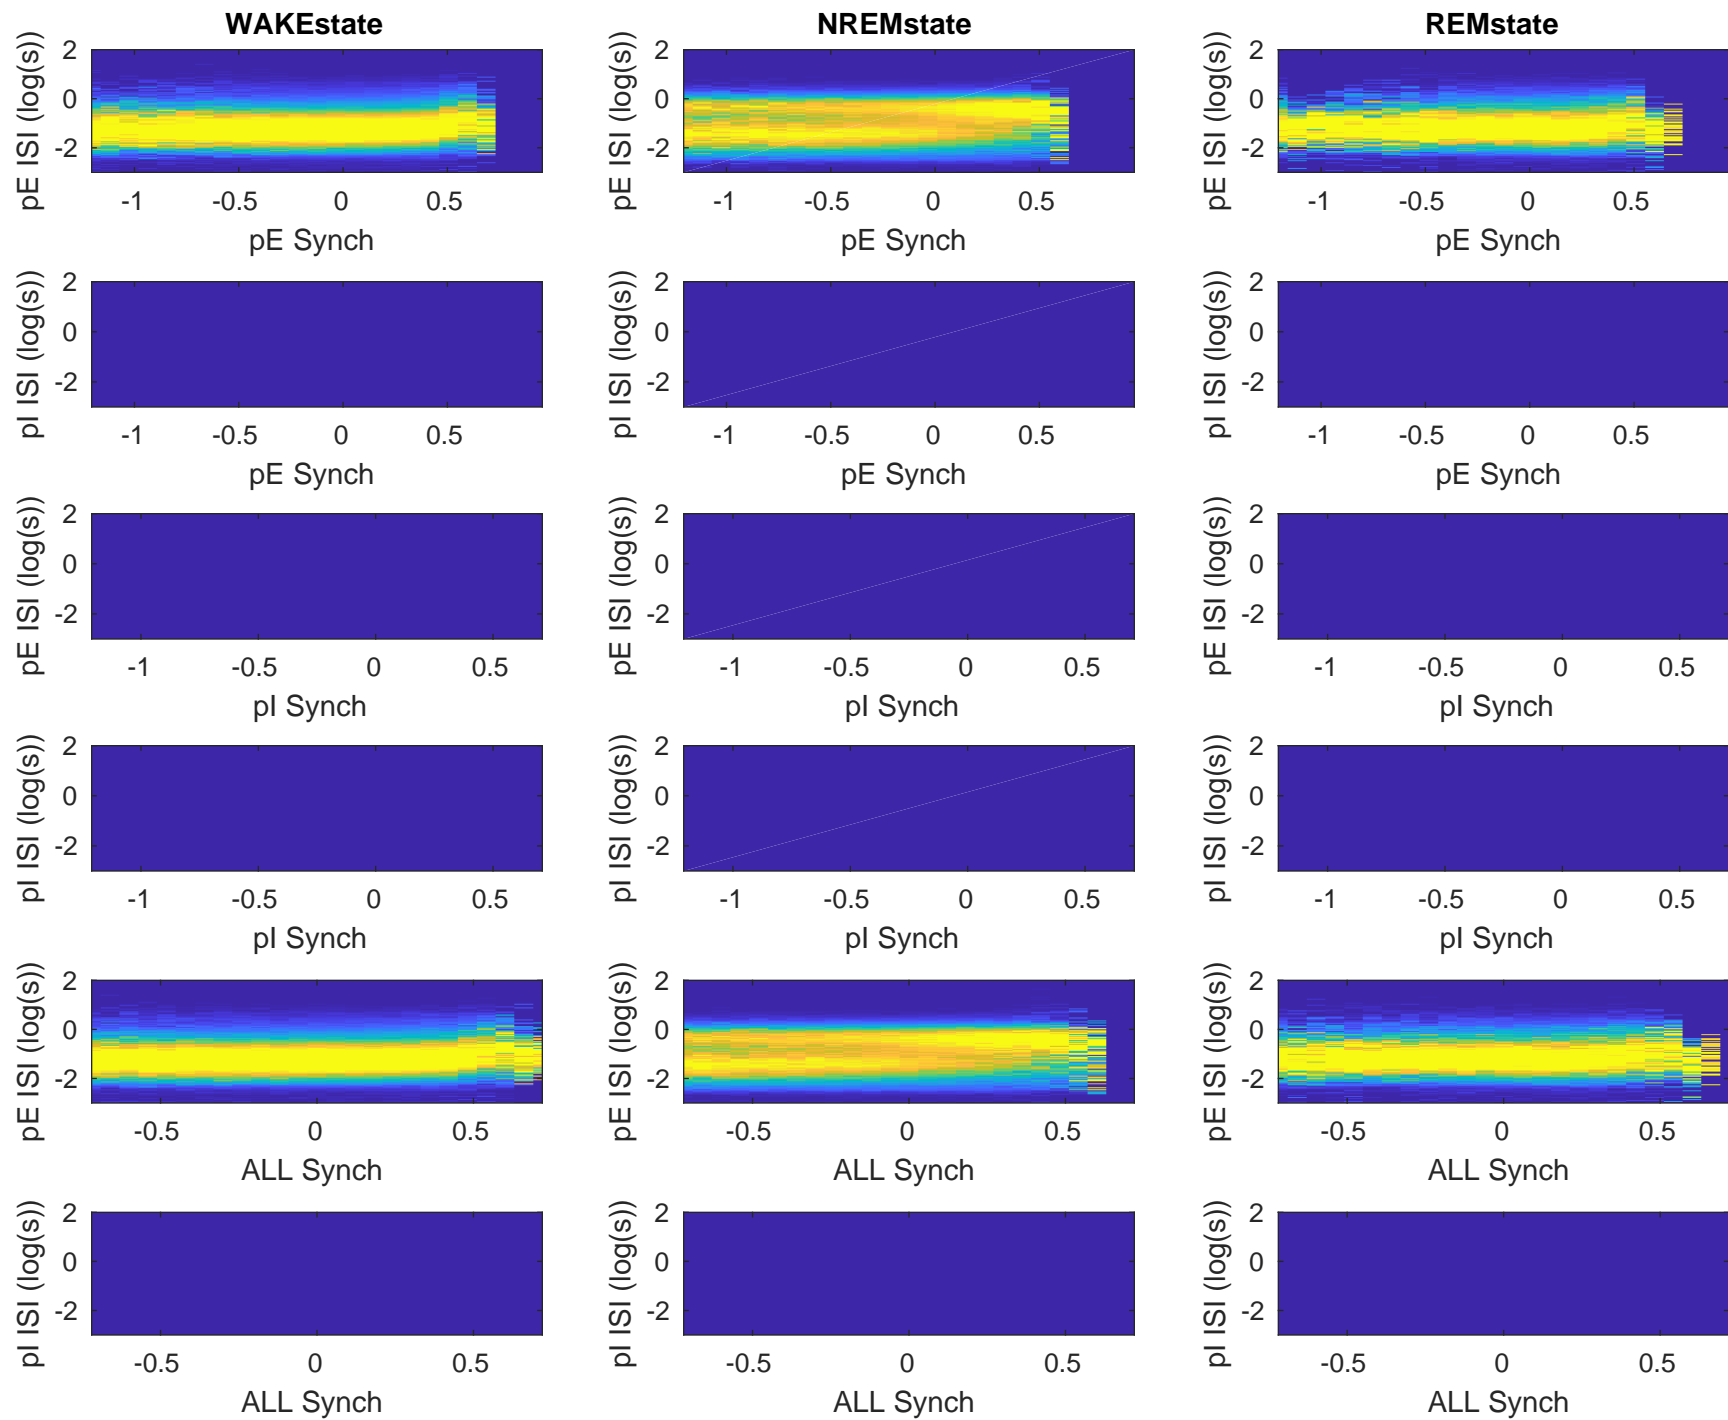 WAKEstate NREMstate REMstate
pE ISI (log(s)) 2 0 -2 pE ISI (log(s)) 2 0 -2 pE ISI (log(s)) 2 0 -2
-1 -0.5 0 0.5 -1 -0.5 0 0.5 -1 -0.5 0 0.5
pE Synch pE Synch pE Synch
pI ISI (log(s)) 2 0 -2 pI ISI (log(s)) 2 0 -2 pI ISI (log(s)) 2 0 -2
-1 -0.5 0 0.5 -1 -0.5 0 0.5 -1 -0.5 0 0.5
pE Synch pE Synch pE Synch
pE ISI (log(s)) 2 0 -2 pE ISI (log(s)) 2 0 -2 pE ISI (log(s)) 2 0 -2
-1 -0.5 0 0.5 -1 -0.5 0 0.5 -1 -0.5 0 0.5
pI Synch pI Synch pI Synch
pI ISI (log(s)) 2 0 -2 pI ISI (log(s)) 2 0 -2 pI ISI (log(s)) 2 0 -2
-1 -0.5 0 0.5 -1 -0.5 0 0.5 -1 -0.5 0 0.5
pI Synch pI Synch pI Synch
pE ISI (log(s)) 2 0 -2 pE ISI (log(s)) 2 0 -2 pE ISI (log(s)) 2 0 -2
-0.5 0 0.5 -0.5 0 0.5 -0.5 0 0.5
ALL Synch ALL Synch ALL Synch
pI ISI (log(s)) 2 0 -2 pI ISI (log(s)) 2 0 -2 pI ISI (log(s)) 2 0 -2
-0.5 0 0.5 -0.5 0 0.5 -0.5 0 0.5
ALL Synch ALL Synch ALL Synch